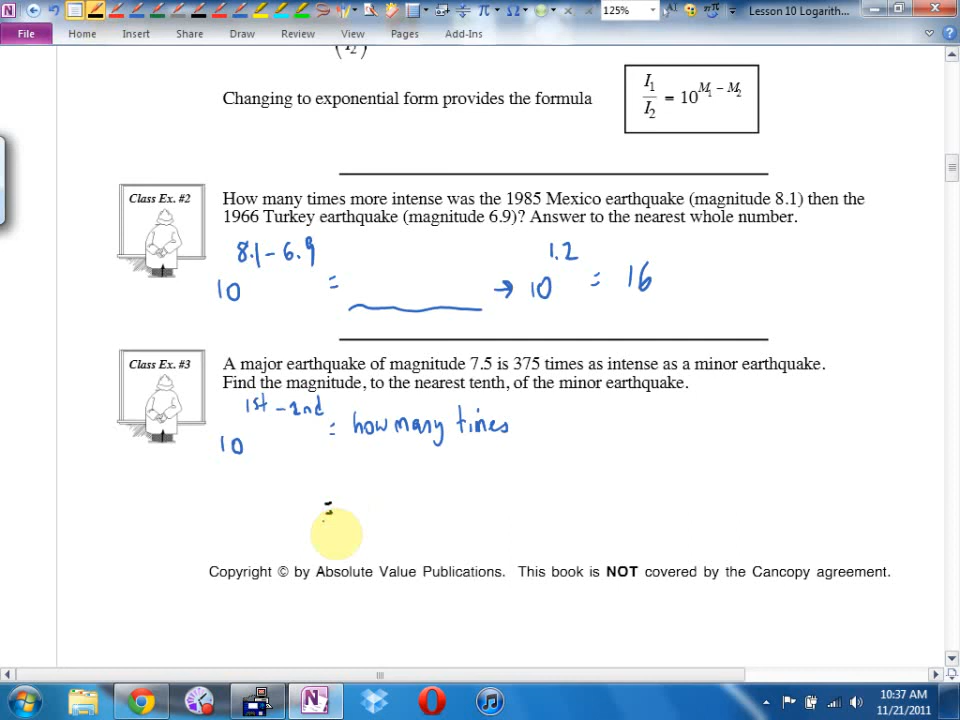 125%
Lesson 10 Logarith...
File Home Insert Share Draw Review View Pages Add-Ins
I2
Changing to exponential form provides the formula
I1
I2
= 10^M1 − M2
Class Ex. #2
How many times more intense was the 1985 Mexico earthquake (magnitude 8.1) then the
1966 Turkey earthquake (magnitude 6.9)? Answer to the nearest whole number.
8.1 - 6.9
10 = → 10
1.2
= 16
Class Ex. #3
A major earthquake of magnitude 7.5 is 375 times as intense as a minor earthquake.
Find the magnitude, to the nearest tenth, of the minor earthquake.
1st - 2nd
10 = how many times
=
Copyright © by Absolute Value Publications. This book is NOT covered by the Cancopy agreement.
10:37 AM
11/21/2011